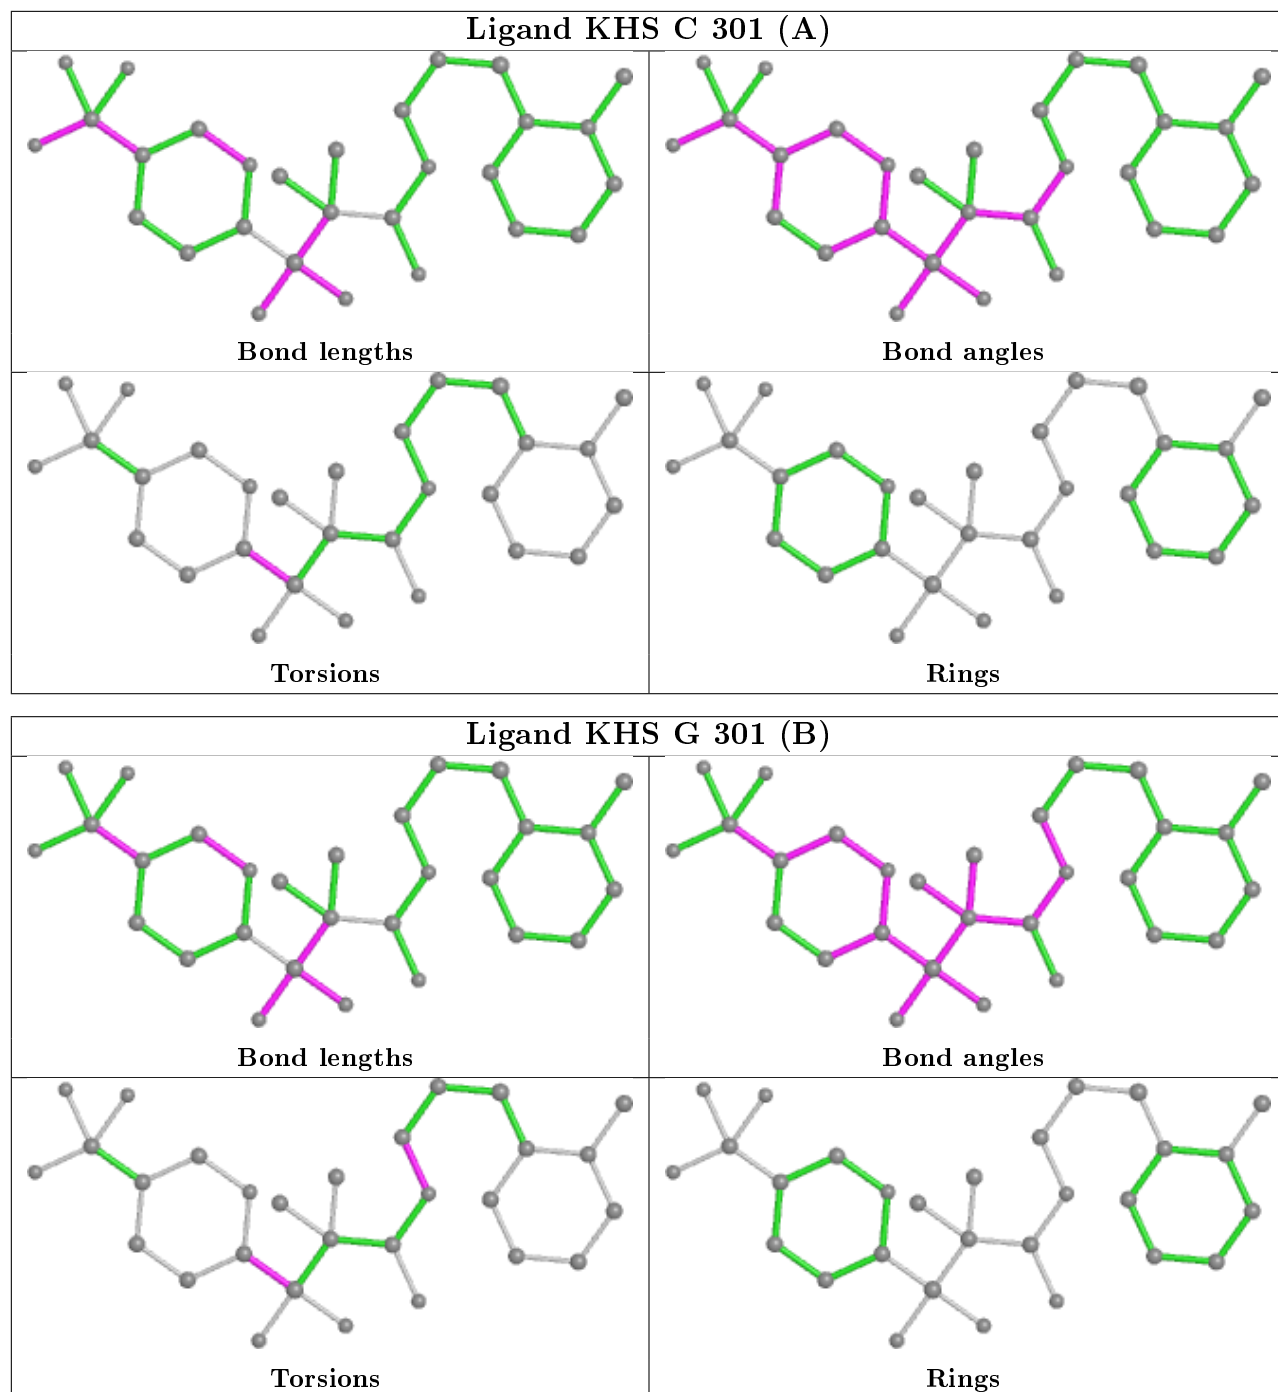 Ligand KHS C 301 (A)
Bond lengths
Bond angles
Torsions
Rings
Ligand KHS G 301 (B)
Bond lengths
Bond angles
Torsions
Rings